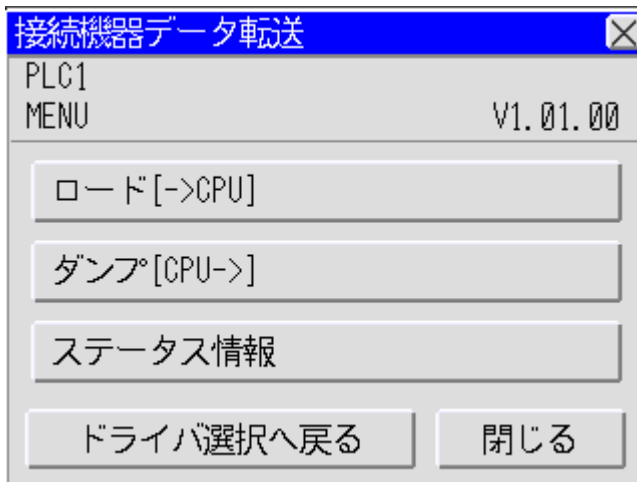 接続機器データ転送
PLC1
MENU V1.01.00
ロード[->CPU]
ダンプ[CPU->]
ステータス情報
ドライバ選択へ戻る 閉じる